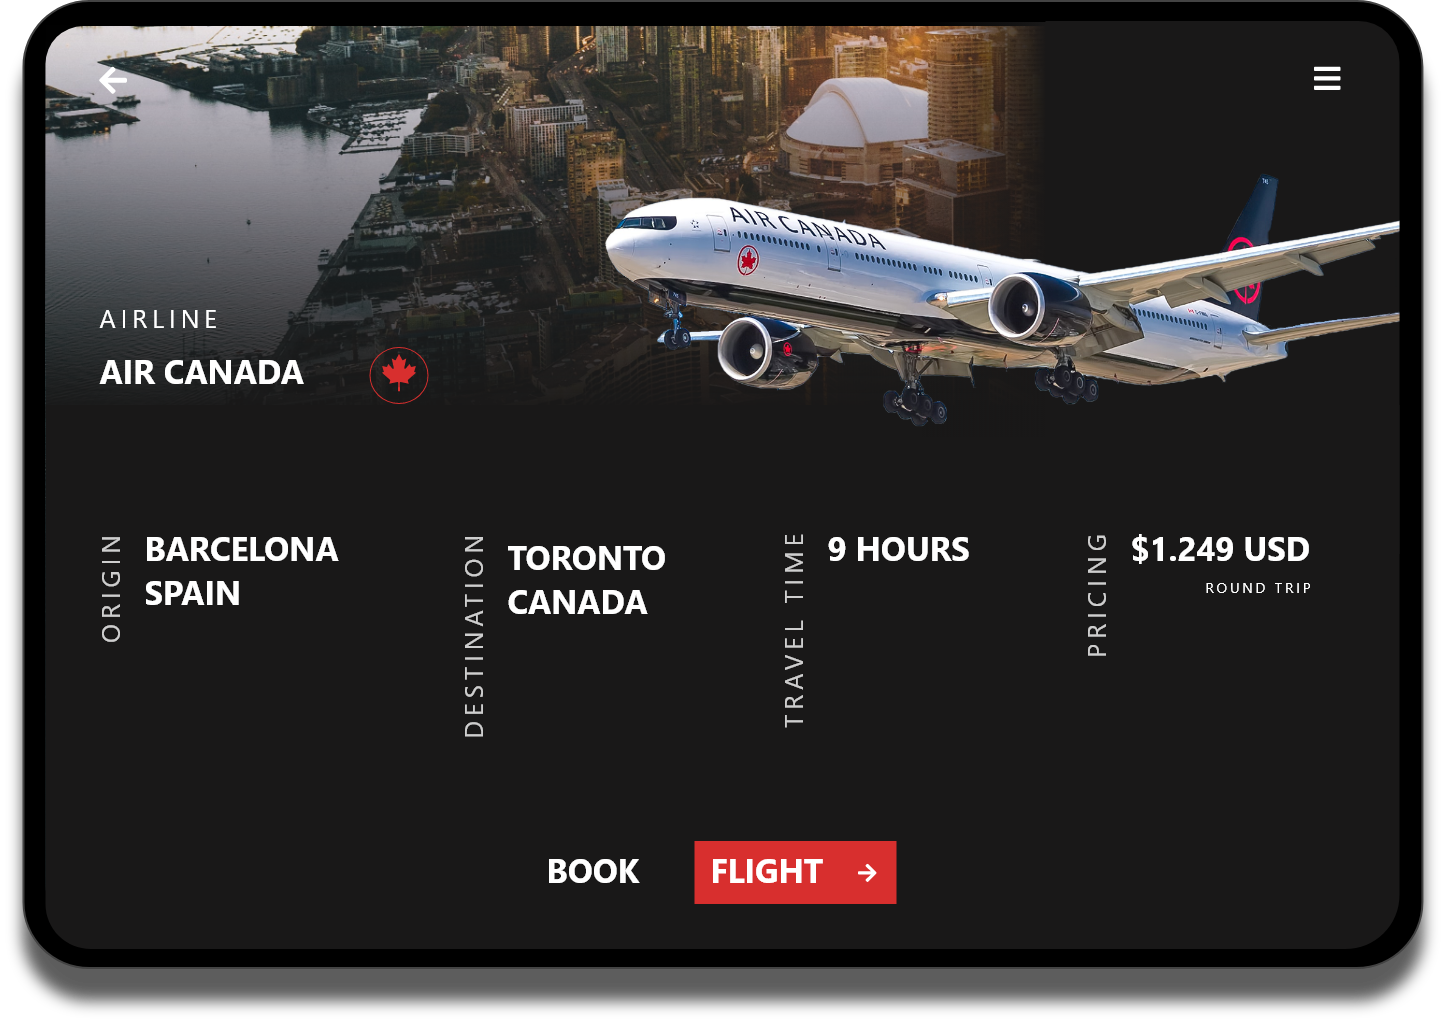 AIR CANADA
AIRLINE
AIR CANADA
ORIGIN
BARCELONA
SPAIN
DESTINATION
TORONTO
CANADA
TRAVEL TIME
9 HOURS
PRICING
$1.249 USD
ROUND TRIP
BOOK
FLIGHT